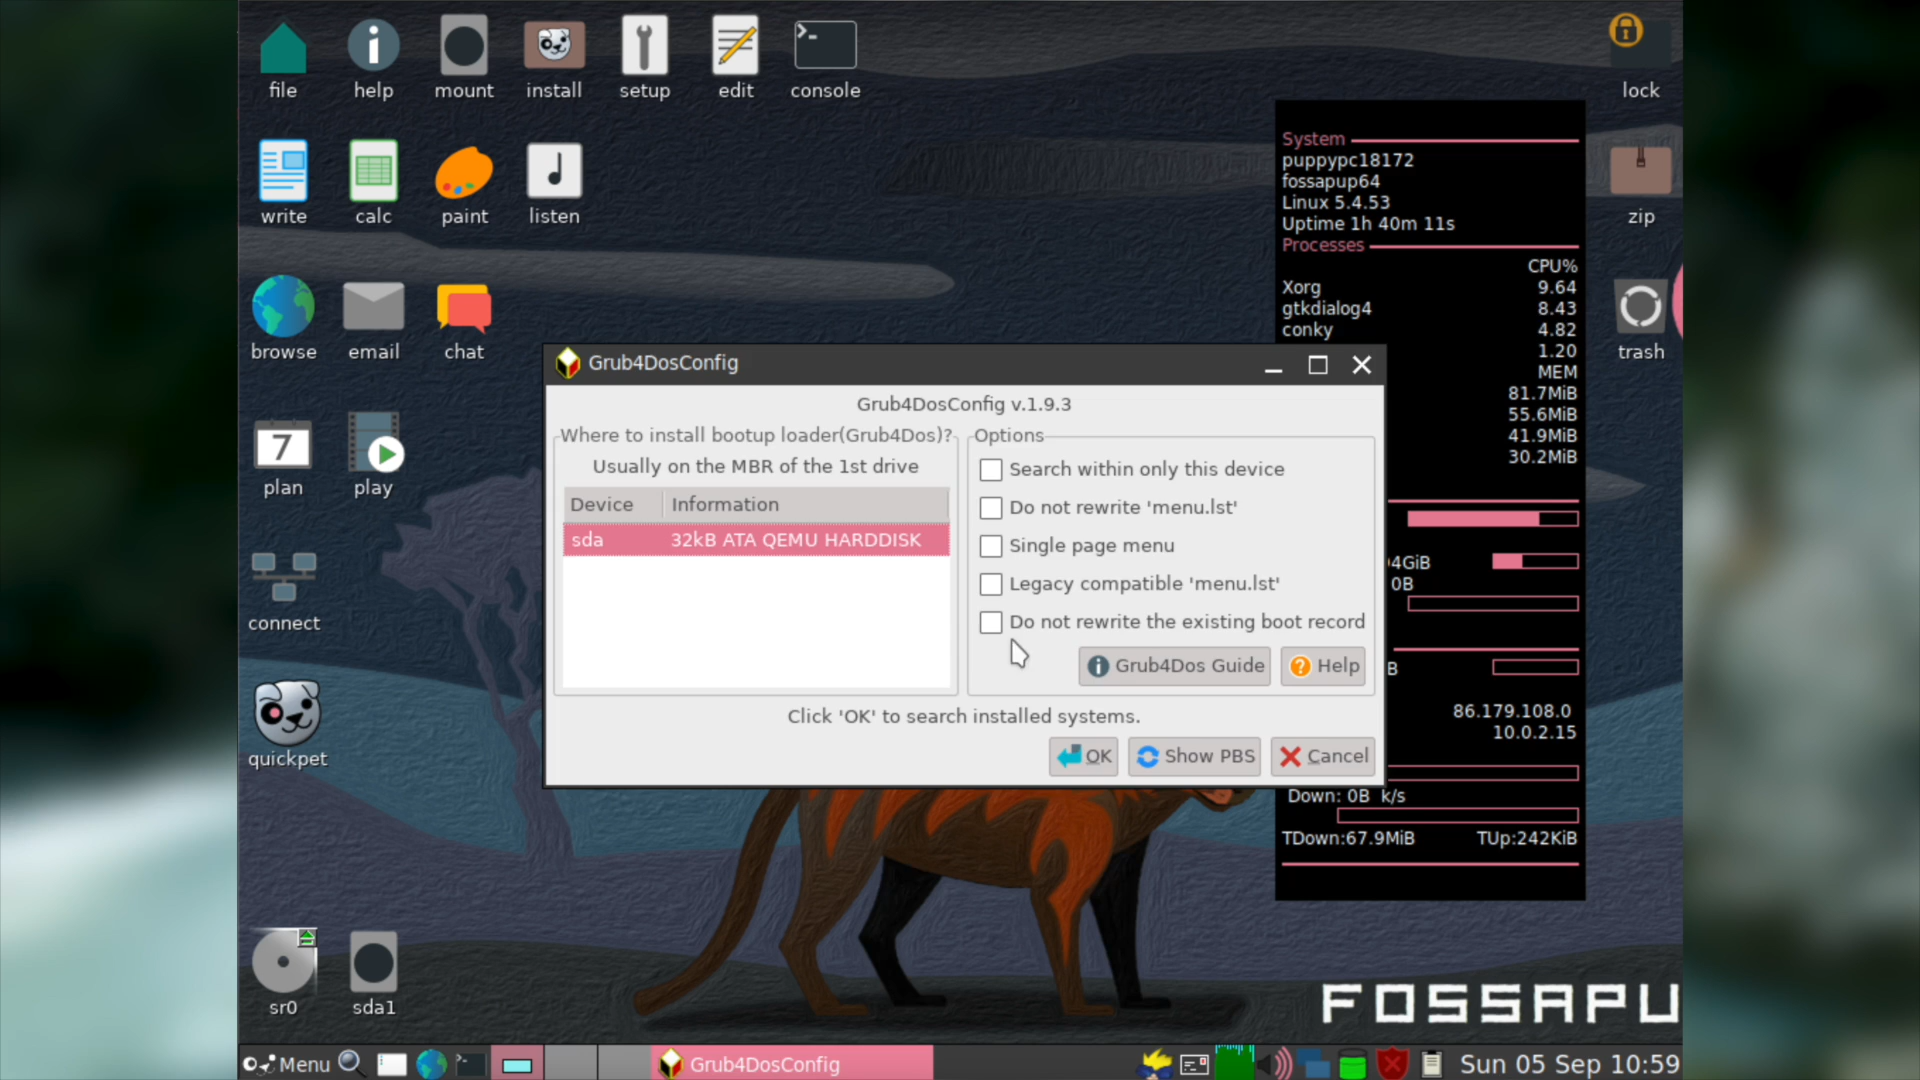 file
help
mount
install
setup
edit
console
lock
write
calc
paint
listen
zip
browse
email
chat
trash
plan
play
connect
quickpet
sr0
sda1
System
puppypc18172
fossapup64
Linux 5.4.53
Uptime 1h 40m 11s
Processes
CPU%
Xorg 9.64
gtkdialog4 8.43
conky 4.82
1.20
MEM
81.7MiB
55.6MiB
41.9MiB
30.2MiB
4GiB
0B
B
86.179.108.0
10.0.2.15
Down: 0B k/s
TDown:67.9MiB TUp:242KiB
Grub4DosConfig
Grub4DosConfig v.1.9.3
Where to install bootup loader(Grub4Dos)?
Usually on the MBR of the 1st drive
Device Information
sda 32kB ATA QEMU HARDDISK
Options
Search within only this device
Do not rewrite 'menu.lst'
Single page menu
Legacy compatible 'menu.lst'
Do not rewrite the existing boot record
Grub4Dos Guide
Help
Click 'OK' to search installed systems.
OK
Show PBS
Cancel
7
FOSSAPU
Menu
Grub4DosConfig
Sun 05 Sep 10:59